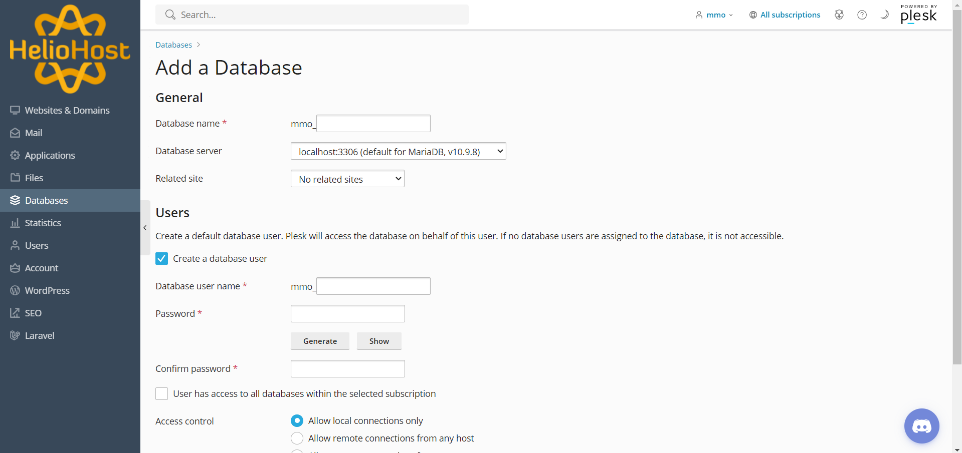 HelioHost
Search...
mmo
All subscriptions
POWERED BY
plesk
Websites & Domains
Mail
Applications
Files
Databases
Statistics
Users
Account
WordPress
SEO
Laravel
Databases >
Add a Database
General
Database name *
mmo_
Database server
localhost:3306 (default for MariaDB, v10.9.8)
Related site
No related sites
Users
Create a default database user. Plesk will access the database on behalf of this user. If no database users are assigned to the database, it is not accessible.
Create a database user
Database user name *
mmo_
Password *
Generate
Show
Confirm password *
User has access to all databases within the selected subscription
Access control
Allow local connections only
Allow remote connections from any host